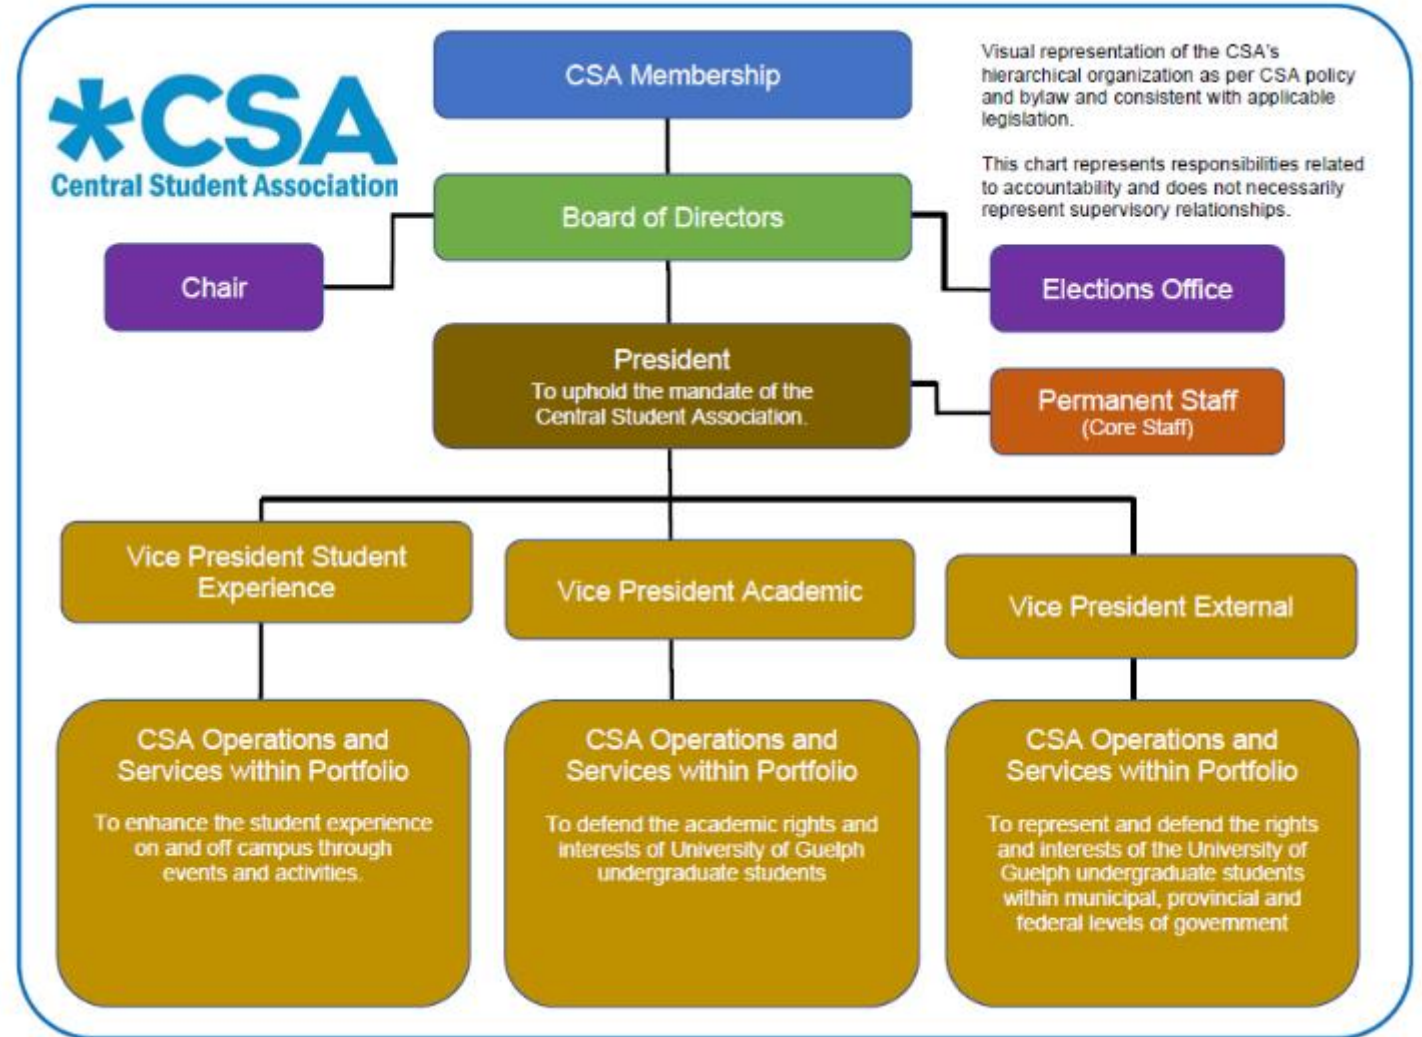 CSA Membership
Visual representation of the CSA's
hierarchical organization as per CSA policy
and bylaw and consistent with applicable
legislation.
This chart represents responsibilities related
to accountability and does not necessarily
represent supervisory relationships.
*CSA
Central Student Association
Board of Directors
Chair
Elections Office
President
To uphold the mandate of the
Central Student Association.
Permanent Staff
(Core Staff)
Vice President Student
Experience
Vice President Academic
Vice President External
CSA Operations and
Services within Portfolio
To enhance the student experience
on and off campus through
events and activities.
CSA Operations and
Services within Portfolio
To defend the academic rights and
interests of University of Guelph
undergraduate students
CSA Operations and
Services within Portfolio
To represent and defend the rights
and interests of the University of
Guelph undergraduate students
within municipal, provincial and
federal levels of government